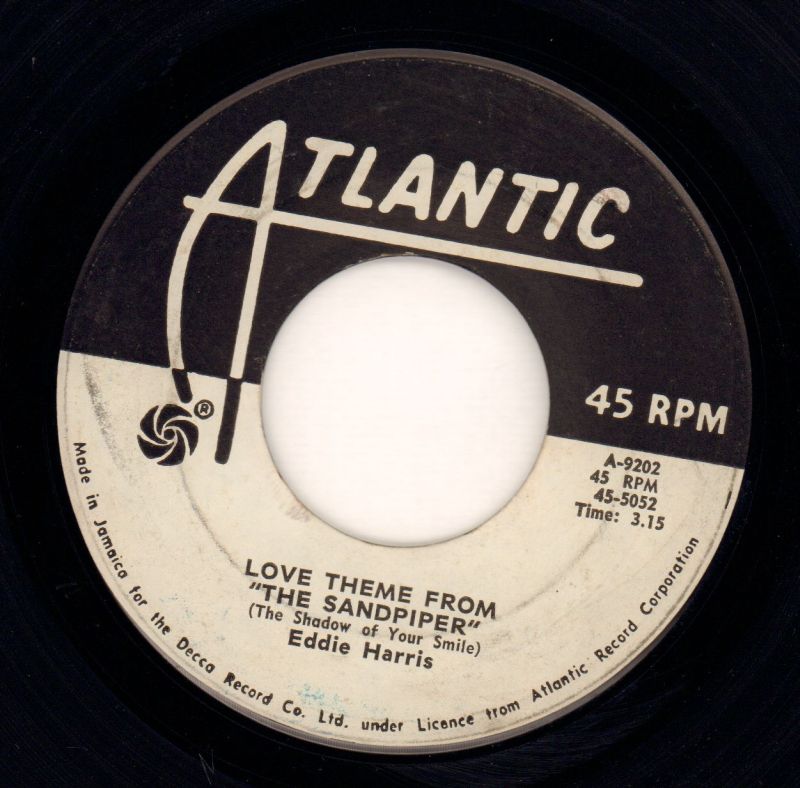 ATLANTIC
®
45 RPM
A-9202
45 RPM
45-5052
Time: 3.15
LOVE THEME FROM
"THE SANDPIPER"
(The Shadow of Your Smile)
Eddie Harris
Made in Jamaica for the Decca Record Co. Ltd. under Licence from Atlantic Record Corporation